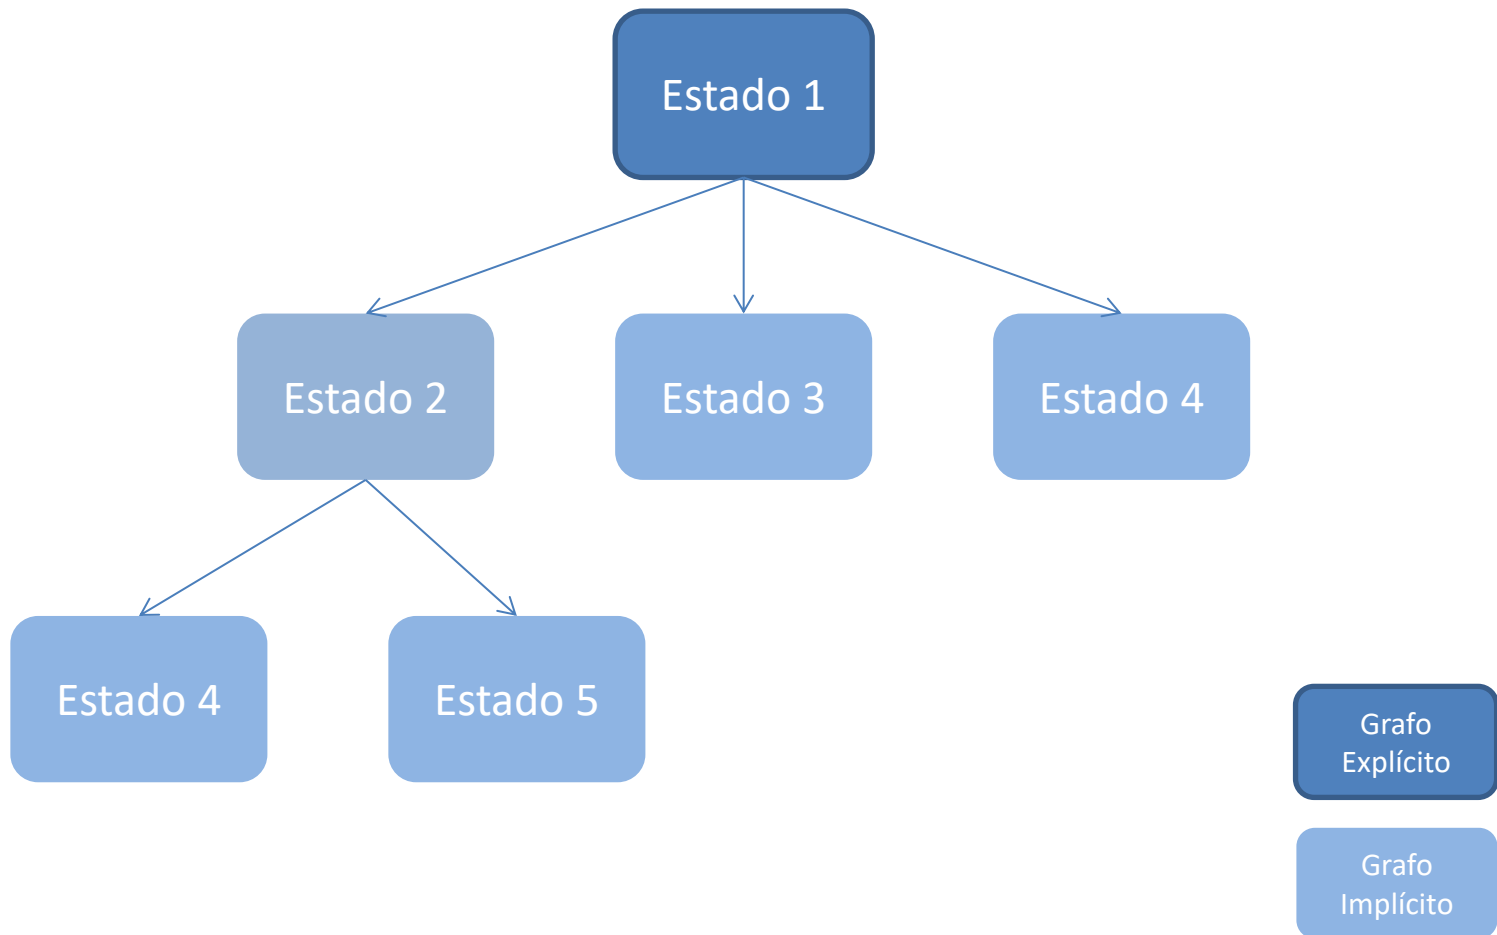 Estado 1
Estado 2
Estado 3
Estado 4
Estado 4
Estado 5
Grafo
Explícito
Grafo
Implícito